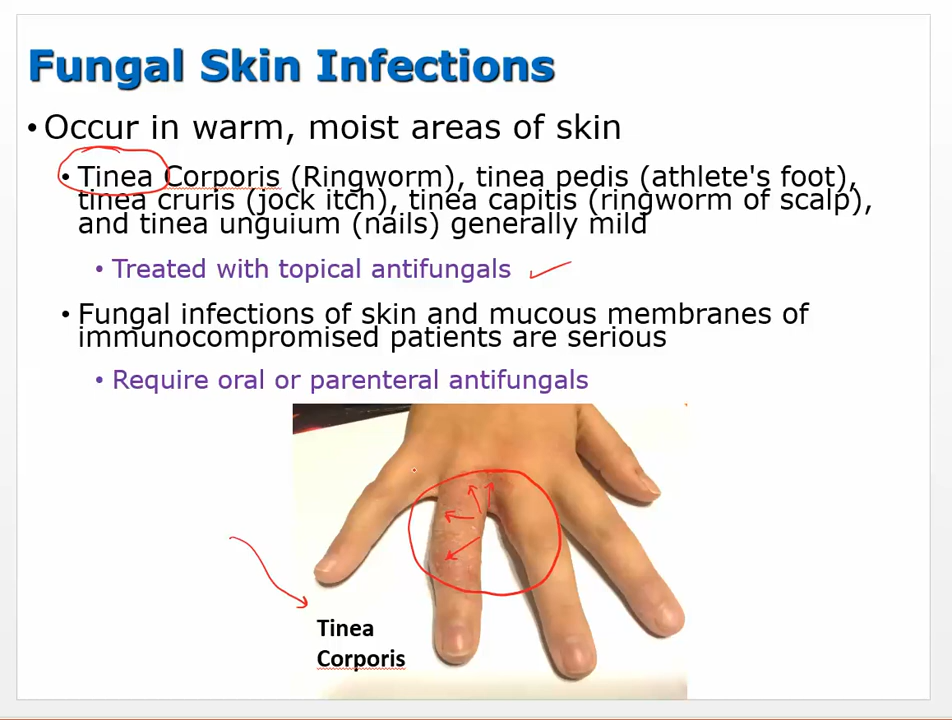 Fungal Skin Infections
• Occur in warm, moist areas of skin
• Tinea Corporis (Ringworm), tinea pedis (athlete's foot),
tinea cruris (jock itch), tinea capitis (ringworm of scalp),
and tinea unguium (nails) generally mild
• Treated with topical antifungals
• Fungal infections of skin and mucous membranes of
immunocompromised patients are serious
• Require oral or parenteral antifungals
Tinea
Corporis